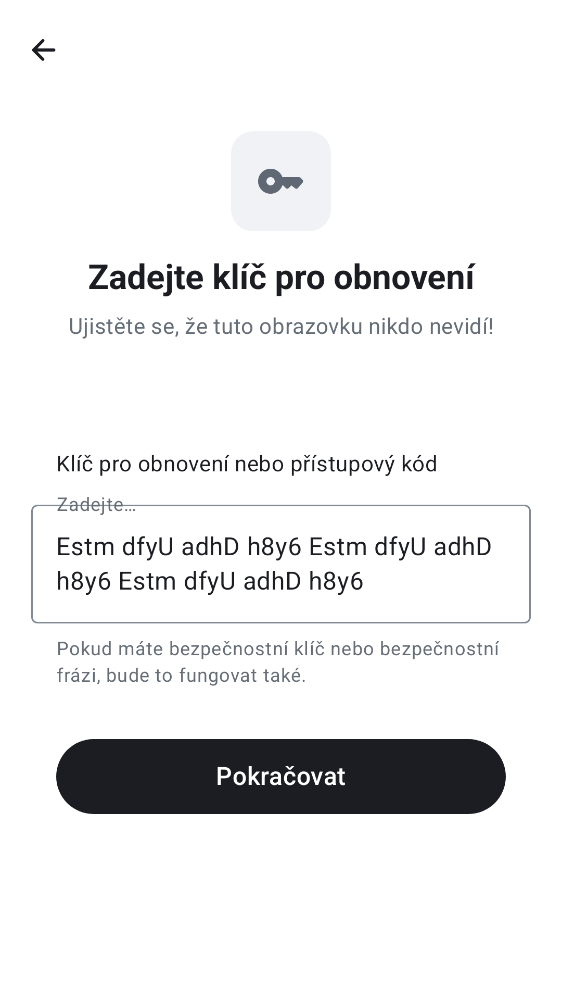 Zadejte klíč pro obnovení
Ujistěte se, že tuto obrazovku nikdo nevidí!
Klíč pro obnovení nebo přístupový kód
Zadejte…
Estm dfyU adhD h8y6 Estm dfyU adhD
h8y6 Estm dfyU adhD h8y6
Pokud máte bezpečnostní klíč nebo bezpečnostní
frázi, bude to fungovat také.
Pokračovat